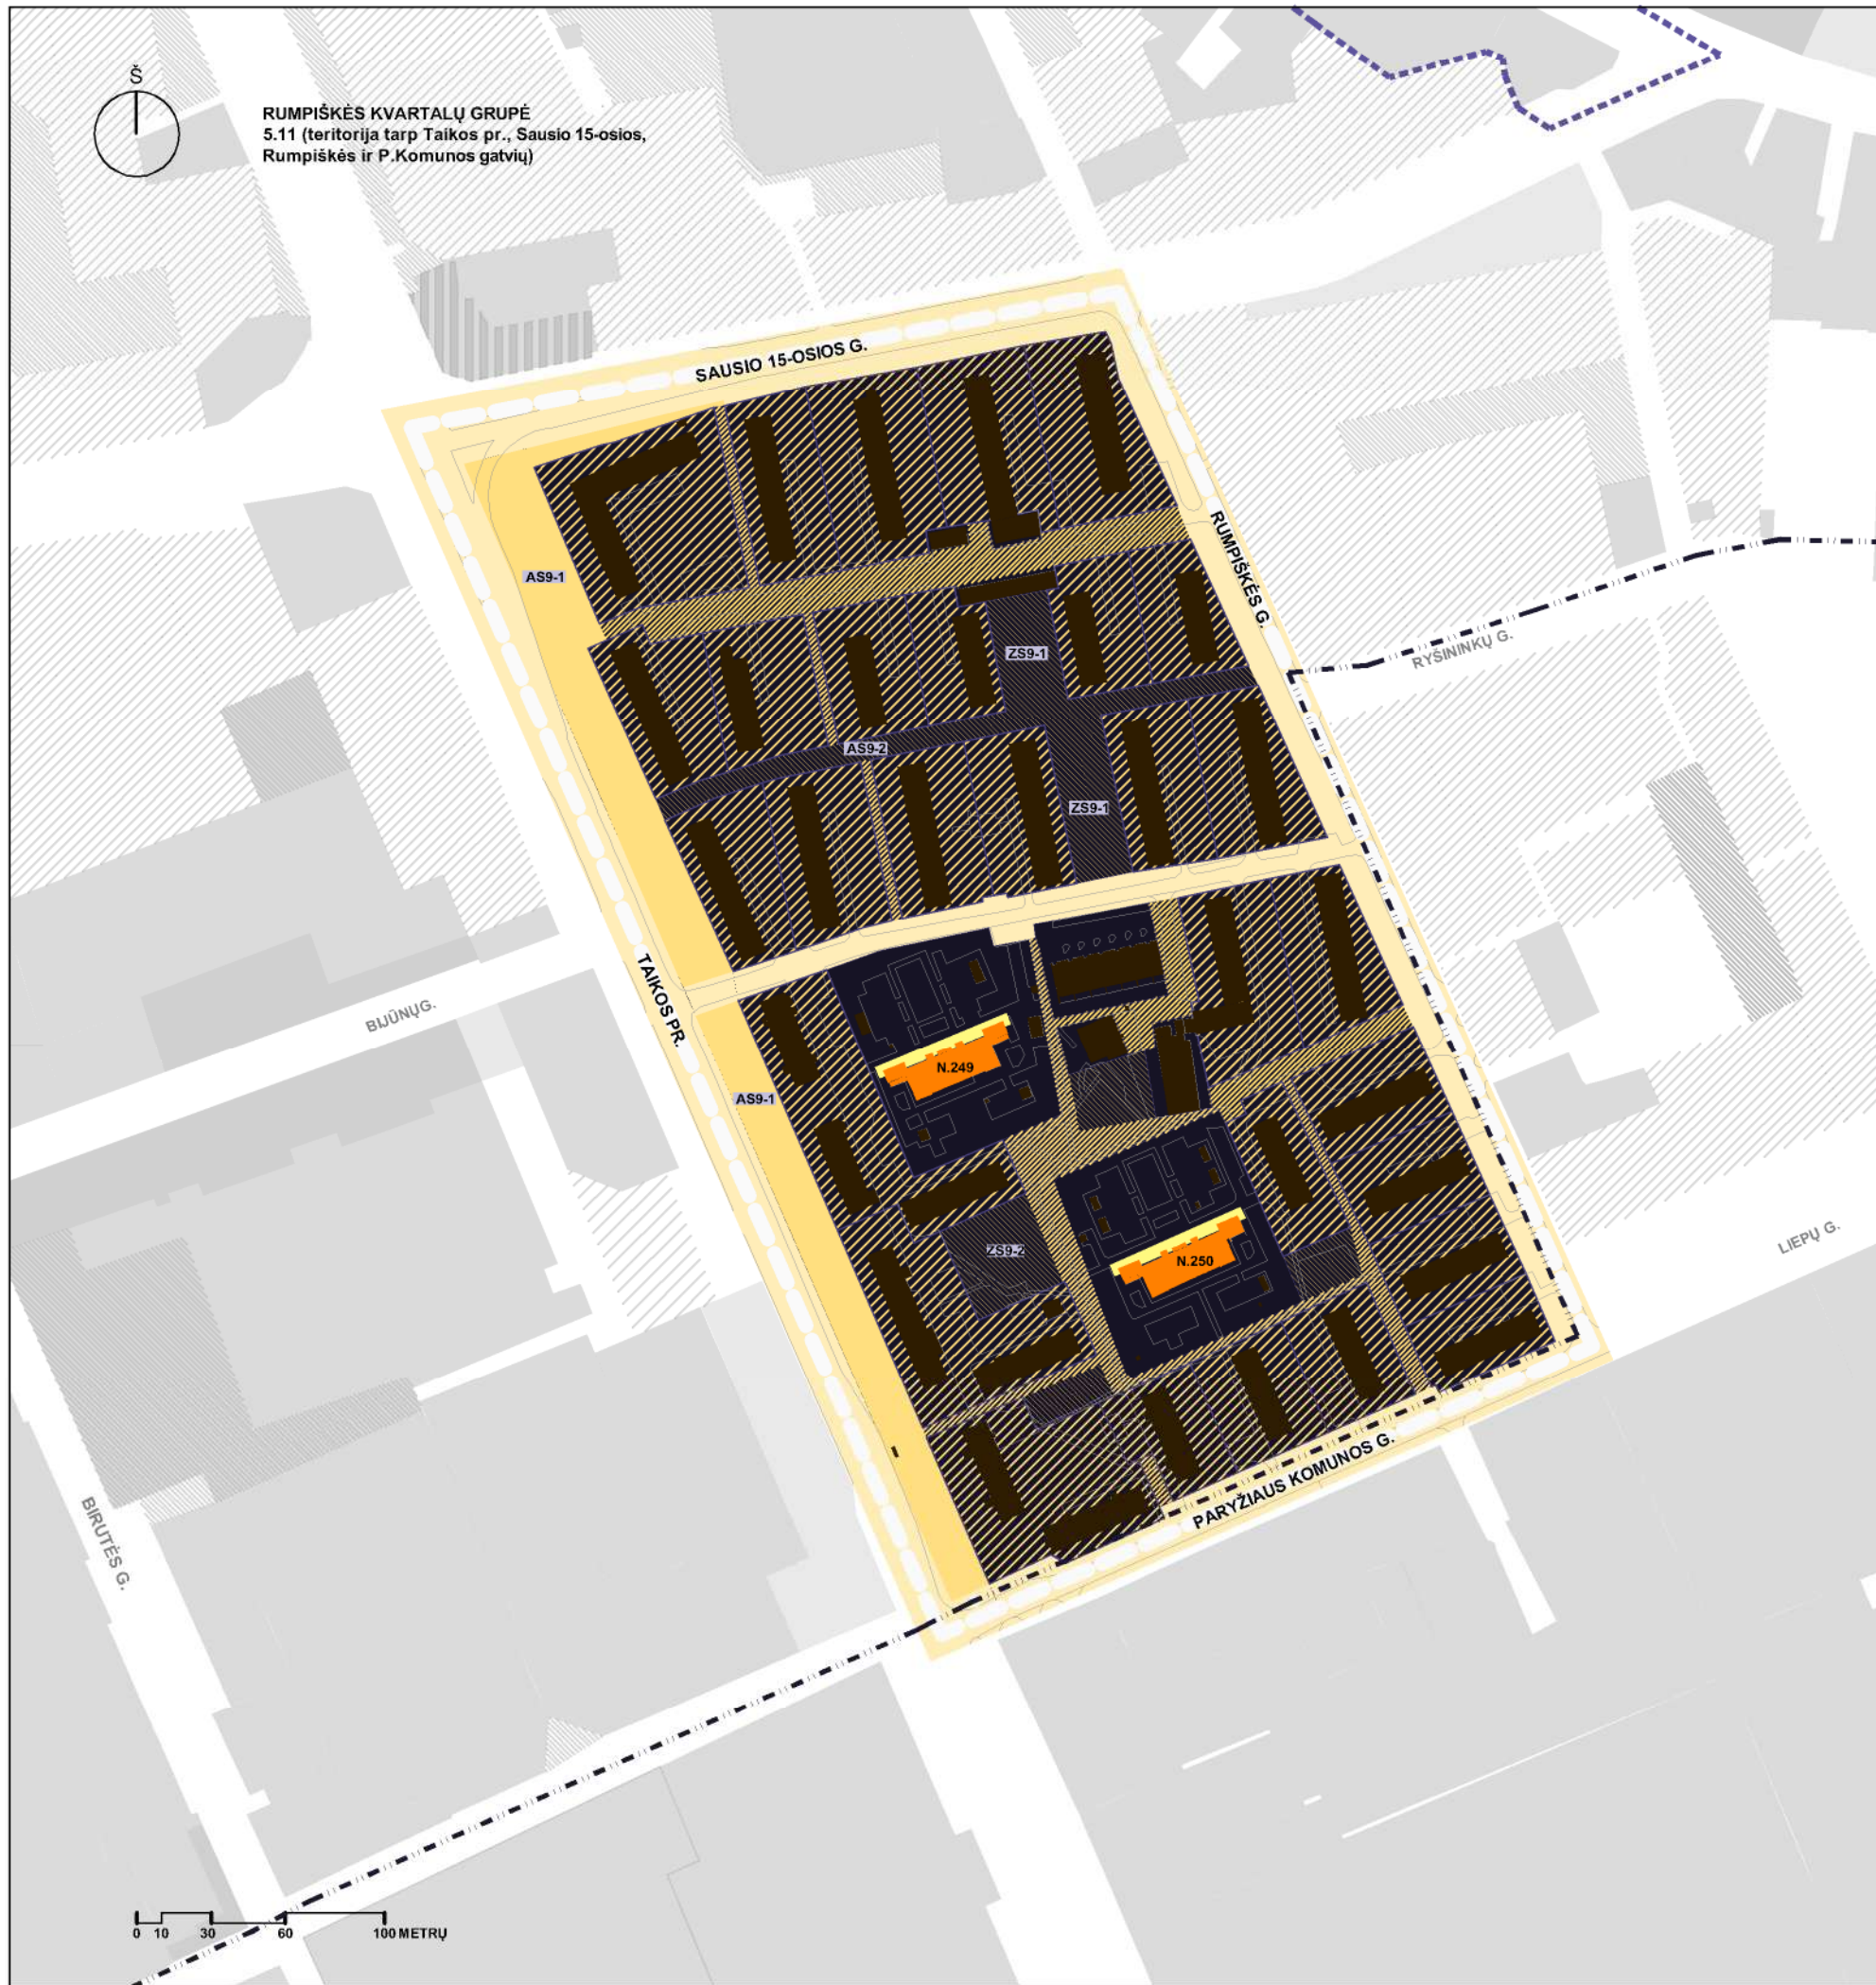 Š
RUMPIŠKĖS KVARTALŲ GRUPĖ
5.11 (teritorija tarp Taikos pr., Sausio 15-osios,
Rumpiškės ir P.Komunos gatvių)
SAUSIO 15-OSIOS G.
AS9-1
RUMPIŠKĖS G.
ZS9-1
RYŠININKŲ G.
AS9-2
ZS9-1
TAIKOS PR.
BIJŪNŲG.
N.249
AS9-1
ZS9-2
N.250
LIEPŲ G.
PARYŽIAUS KOMUNOS G.
BIRUTĖS G.
0 10 30 60 100 METRŲ